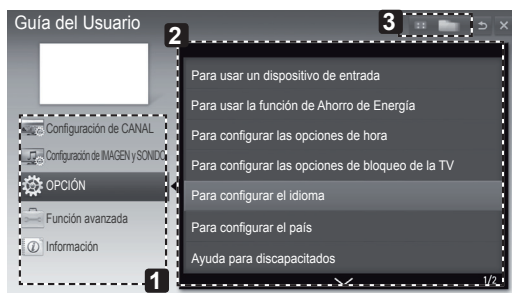 Guía del Usuario
2
3
Para usar un dispositivo de entrada
Para usar la función de Ahorro de Energía
Para configurar las opciones de hora
Para configurar las opciones de bloqueo de la TV
Para configurar el idioma
Para configurar el país
Ayuda para discapacitados
1/2
Configuración de CANAL
Configuración de IMAGEN y SONIDO
OPCIÓN
Función avanzada
Información
1